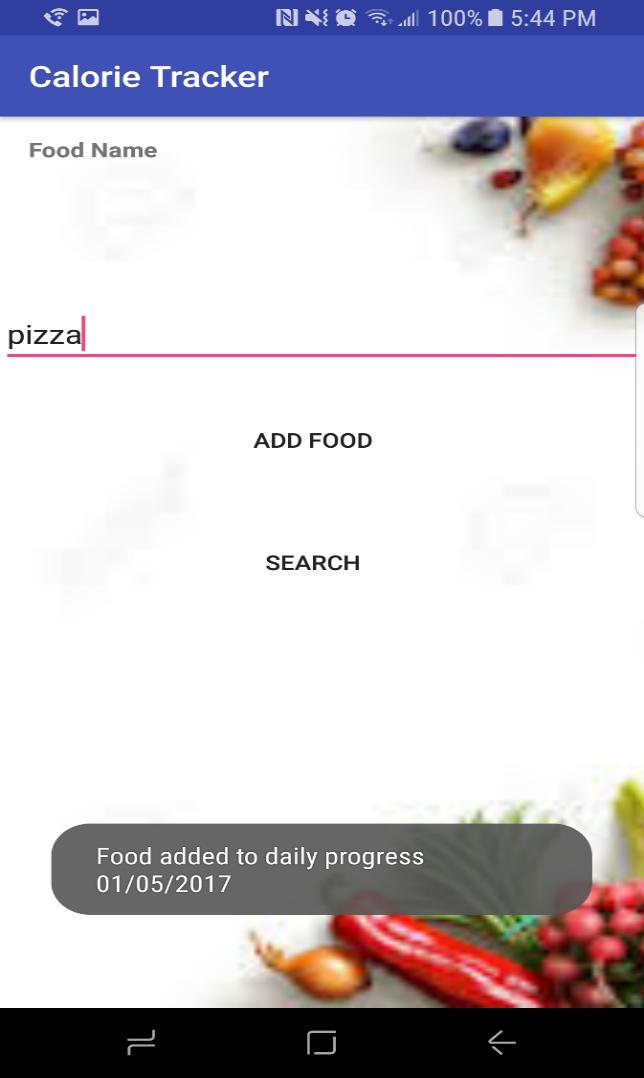 100% 5:44 PM
Calorie Tracker
Food Name
pizza
ADD FOOD
SEARCH
Food added to daily progress
01/05/2017